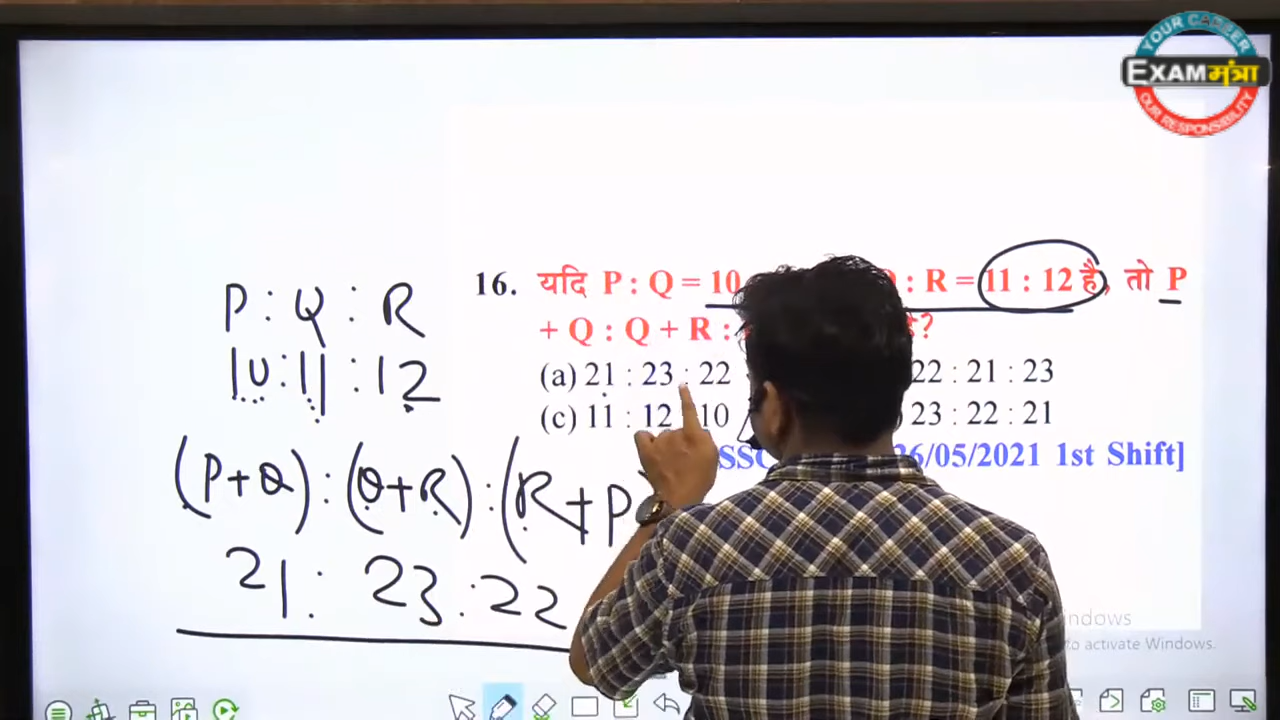 YOUR CAREER
EXAMमंत्रा
OUR RESPONSIBILITY
16. यदि P : Q = 10 : R = 11 : 12 है, तो P
+ Q : Q + R : है?
(a) 21 : 23 : 22 22 : 21 : 23
(c) 11 : 12 10 23 : 22 : 21
SSC 26/05/2021 1st Shift]
P : Q : R
10 : 11 : 12
(P+Q) : (Q+R) : (R+P
21 : 23 : 22
indows
to activate Windows.